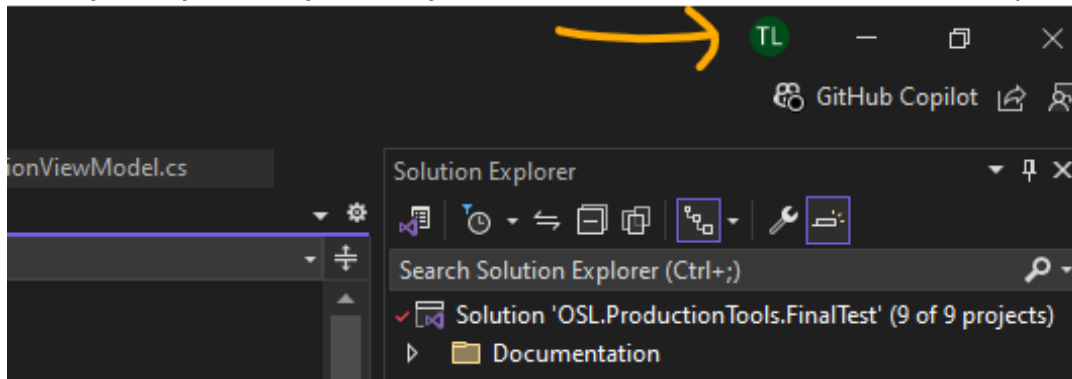 TL
GitHub Copilot
ionViewModel.cs
Solution Explorer
Search Solution Explorer (Ctrl+;)
Solution 'OSL.ProductionTools.FinalTest' (9 of 9 projects)
Documentation